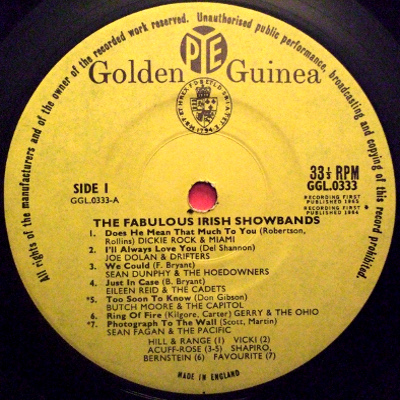 All rights of the manufacturers and of the owner of the recorded work reserved. Unauthorised public performance, broadcasting and copying of this record prohibited.
PYE
Golden Guinea
SIDE 1
GGL.0333-A
33⅓ RPM
GGL.0333
RECORDING FIRST
PUBLISHED 1965
RECORDING FIRST
PUBLISHED 1964
THE FABULOUS IRISH SHOWBANDS
1. Does He Mean That Much To You (Robertson,
Rollins) DICKIE ROCK & MIAMI
2. I'll Always Love You (Del Shannon)
JOE DOLAN & DRIFTERS
3. We Could (F. Bryant)
SEAN DUNPHY & THE HOEDOWNERS
4. Just in Case (B. Bryant)
EILEEN REID & THE CADETS
*5. Too Soon To Know (Don Gibson)
BUTCH MOORE & THE CAPITOL
6. Ring Of Fire (Kilgore, Carter) GERRY & THE OHIO
*7. Photograph To The Wall (Scott, Martin)
SEAN FAGAN & THE PACIFIC
HILL & RANGE (1) VICKI (2)
ACUFF-ROSE (3-5) SHAPIRO,
BERNSTEIN (6) FAVOURITE (7)
MADE IN ENGLAND